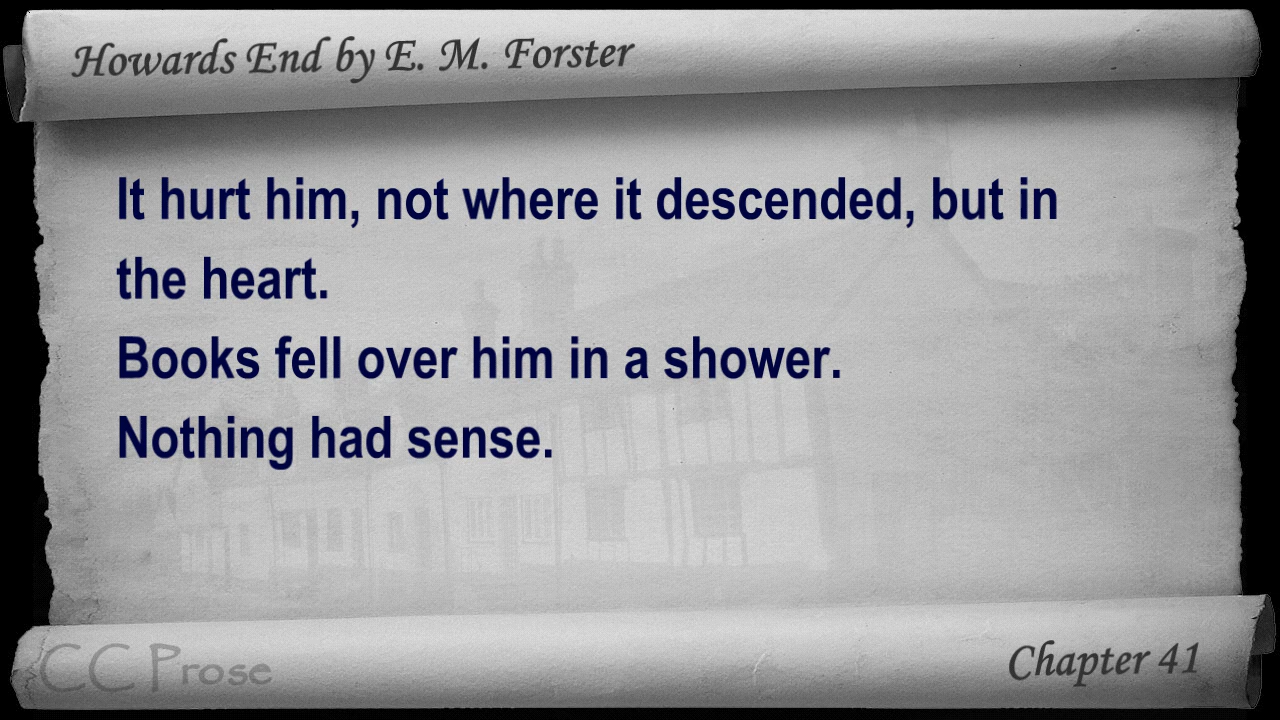 Howards End by E. M. Forster
It hurt him, not where it descended, but in
the heart.
Books fell over him in a shower.
Nothing had sense.
CC Prose
Chapter 41